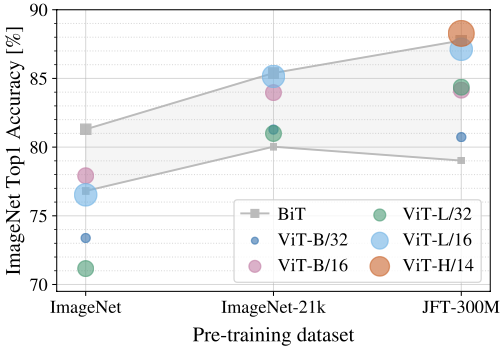 ImageNet Top1 Accuracy [%]
90
85
80
75
70
BiT
ViT-B/32
ViT-B/16
ViT-L/32
ViT-L/16
ViT-H/14
ImageNet
ImageNet-21k
JFT-300M
Pre-training dataset